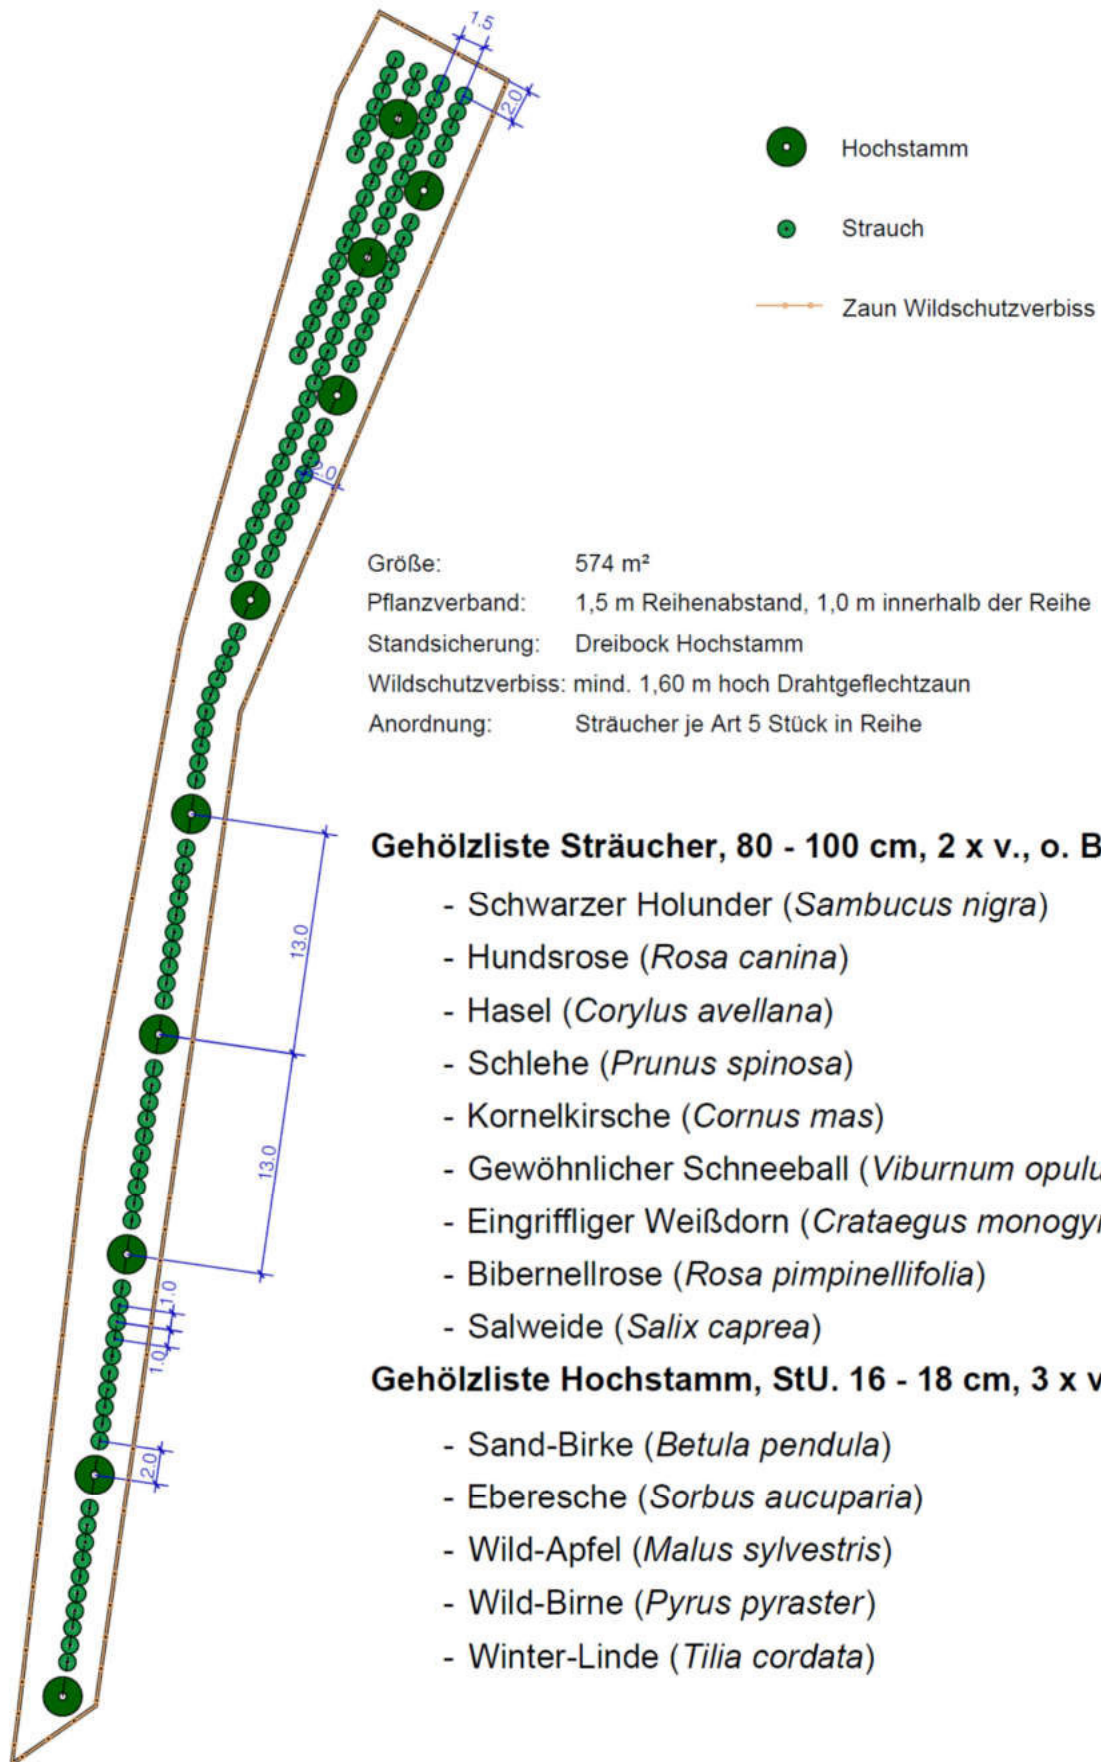 1.5
2.0
Hochstamm
Strauch
Zaun Wildschutzverbiss
2.0
Größe: 574 m²
Pflanzverband: 1,5 m Reihenabstand, 1,0 m innerhalb der Reihe
Standsicherung: Dreibock Hochstamm
Wildschutzverbiss: mind. 1,60 m hoch Drahtgeflechtzaun
Anordnung: Sträucher je Art 5 Stück in Reihe
Gehölzliste Sträucher, 80 - 100 cm, 2 x v., o. B
- Schwarzer Holunder (Sambucus nigra)
13.0
- Hundsrose (Rosa canina)
- Hasel (Corylus avellana)
- Schlehe (Prunus spinosa)
- Kornelkirsche (Cornus mas)
13.0
- Gewöhnlicher Schneeball (Viburnum opulu
- Eingriffliger Weißdorn (Crataegus monogy
- Bibernellrose (Rosa pimpinellifolia)
1.0
- Salweide (Salix caprea)
1.0
Gehölzliste Hochstamm, StU. 16 - 18 cm, 3 x v
- Sand-Birke (Betula pendula)
2.0
- Eberesche (Sorbus aucuparia)
- Wild-Apfel (Malus sylvestris)
- Wild-Birne (Pyrus pyraster)
- Winter-Linde (Tilia cordata)